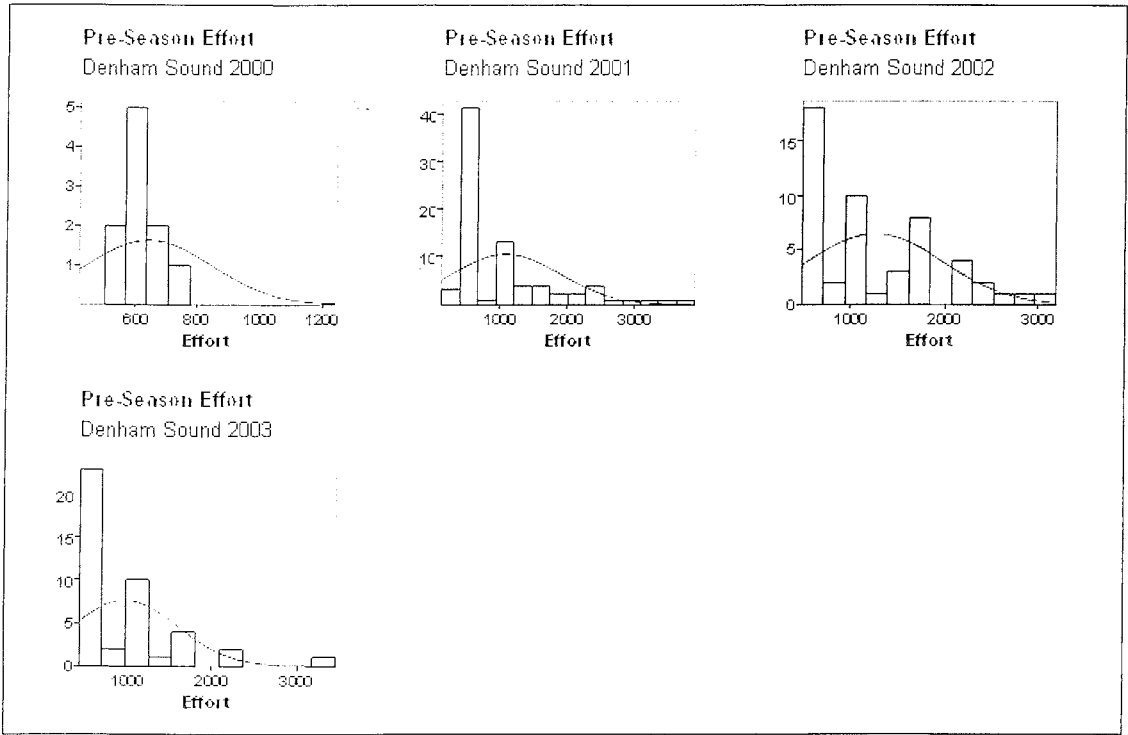 Pre-Season Effort
Denham Sound 2000
5
4
3
2
1
600
800
1000
1200
Effort
Pre-Season Effort
Denham Sound 2001
40
30
20
10
1000
2000
3000
Effort
Pre-Season Effort
Denham Sound 2002
15
10
5
0
1000
2000
3000
Effort
Pre-Season Effort
Denham Sound 2003
20
15
10
5
0
1000
2000
3000
Effort